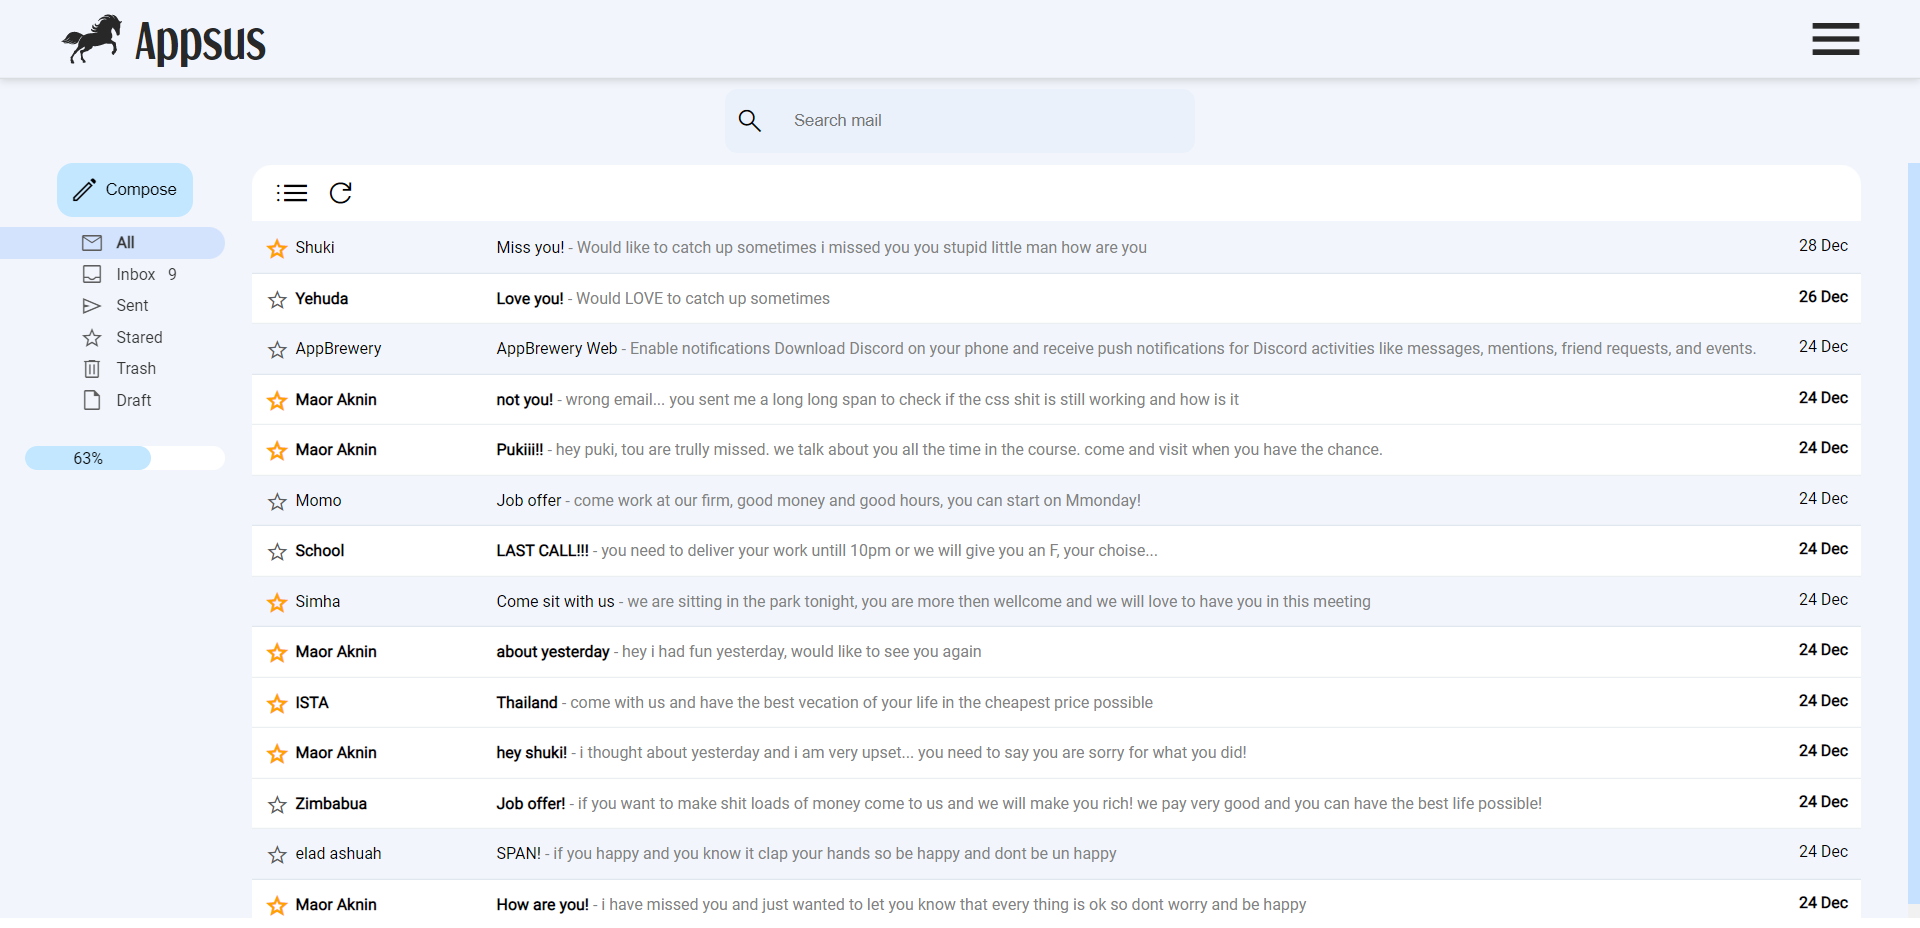 Appsus
Search mail
Compose
All
Inbox 9
Sent
Stared
Trash
Draft
63%
Shuki Miss you! - Would like to catch up sometimes i missed you you stupid little man how are you 28 Dec
Yehuda Love you! - Would LOVE to catch up sometimes 26 Dec
AppBrewery AppBrewery Web - Enable notifications Download Discord on your phone and receive push notifications for Discord activities like messages, mentions, friend requests, and events. 24 Dec
Maor Aknin not you! - wrong email... you sent me a long long span to check if the css shit is still working and how is it 24 Dec
Maor Aknin Pukiii!! - hey puki, tou are trully missed. we talk about you all the time in the course. come and visit when you have the chance. 24 Dec
Momo Job offer - come work at our firm, good money and good hours, you can start on Mmonday! 24 Dec
School LAST CALL!!! - you need to deliver your work untill 10pm or we will give you an F, your choise... 24 Dec
Simha Come sit with us - we are sitting in the park tonight, you are more then wellcome and we will love to have you in this meeting 24 Dec
Maor Aknin about yesterday - hey i had fun yesterday, would like to see you again 24 Dec
ISTA Thailand - come with us and have the best vecation of your life in the cheapest price possible 24 Dec
Maor Aknin hey shuki! - i thought about yesterday and i am very upset... you need to say you are sorry for what you did! 24 Dec
Zimbabua Job offer! - if you want to make shit loads of money come to us and we will make you rich! we pay very good and you can have the best life possible! 24 Dec
elad ashuah SPAN! - if you happy and you know it clap your hands so be happy and dont be un happy 24 Dec
Maor Aknin How are you! - i have missed you and just wanted to let you know that every thing is ok so dont worry and be happy 24 Dec